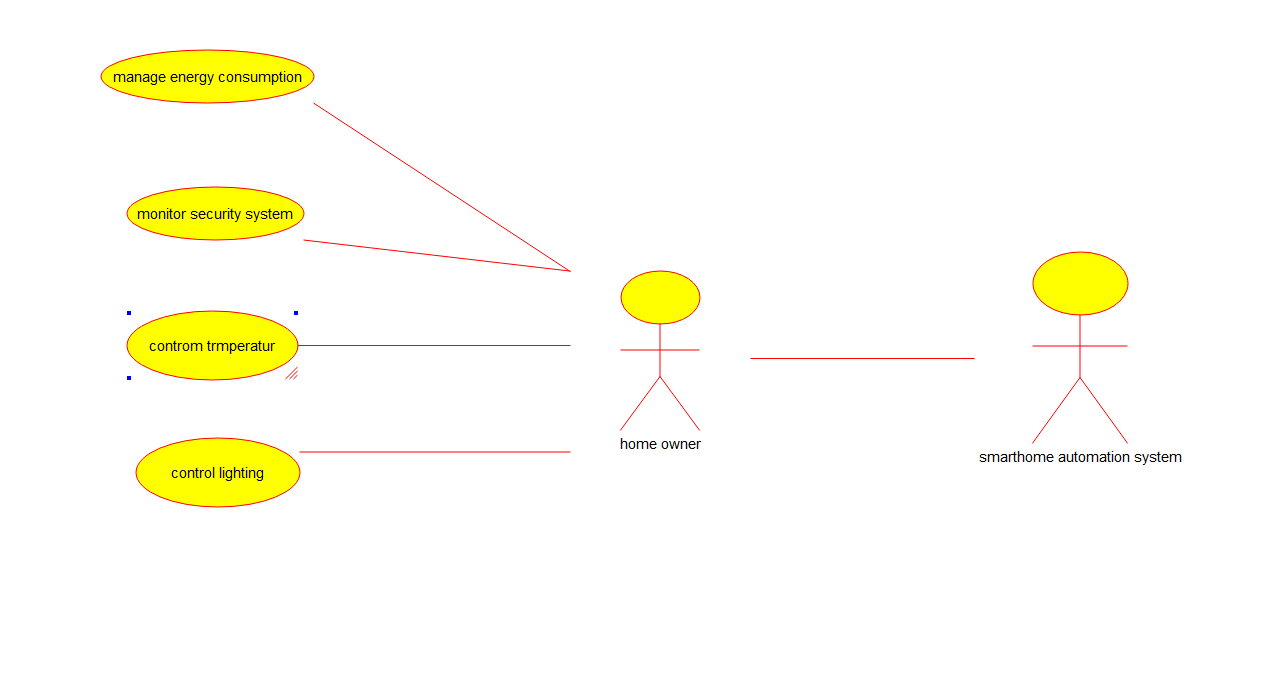 manage energy consumption
monitor security system
controm trmperatur
control lighting
home owner
smarthome automation system